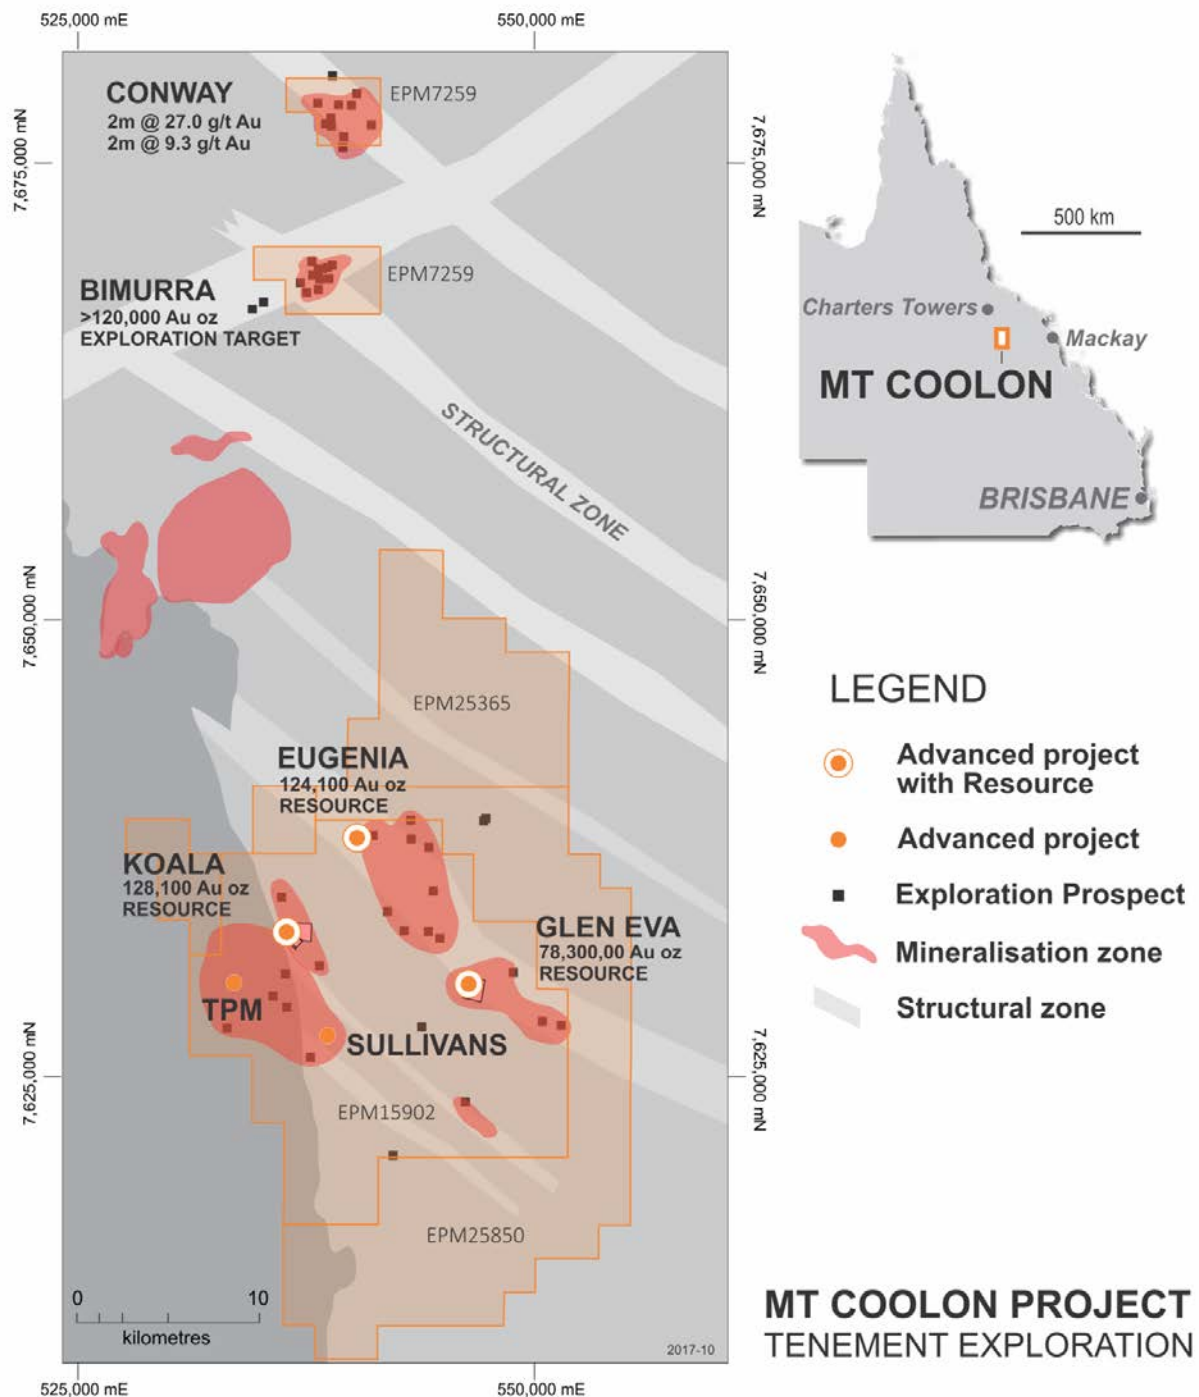 525,000 mE
550,000 mE
CONWAY
2m @ 27.0 g/t Au
2m @ 9.3 g/t Au
EPM7259
7,675,000 mN
7,675,000 mN
BIMURRA
>120,000 Au oz
EXPLORATION TARGET
EPM7259
STRUCTURAL ZONE
7,650,000 mN
7,650,000 mN
EPM25365
EUGENIA
124,100 Au oz
RESOURCE
KOALA
128,100 Au oz
RESOURCE
GLEN EVA
78,300,00 Au oz
RESOURCE
TPM
SULLIVANS
7,625,000 mN
7,625,000 mN
EPM15902
EPM25850
0 10
kilometres
2017-10
525,000 mE
550,000 mE
500 km
Charters Towers
Mackay
MT COOLON
BRISBANE
LEGEND
Advanced project
with Resource
Advanced project
Exploration Prospect
Mineralisation zone
Structural zone
MT COOLON PROJECT
TENEMENT EXPLORATION